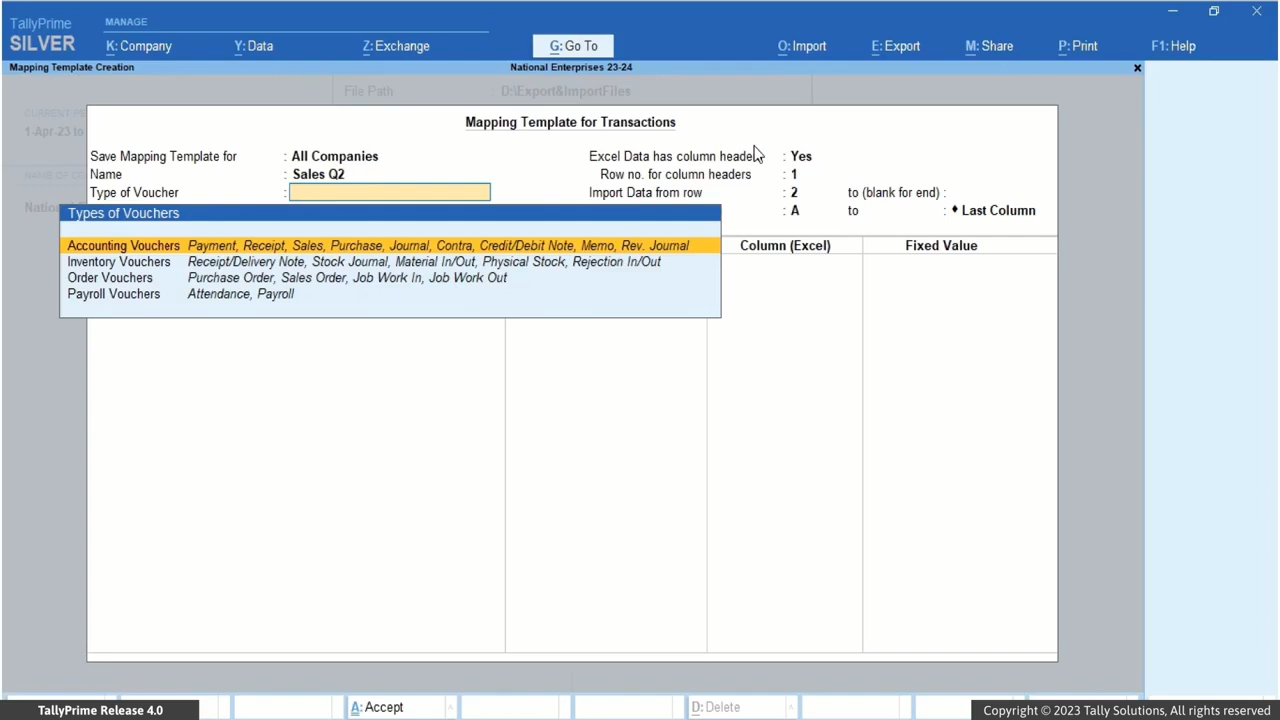 TallyPrime
SILVER
MANAGE
K: Company
Y: Data
Z: Exchange
G: Go To
O: Import
E: Export
M: Share
P: Print
F1: Help
Mapping Template Creation
National Enterprises 23-24
File Path : D:\Export&ImportFiles
1-Apr-23 to
Mapping Template for Transactions
Save Mapping Template for : All Companies
Name : Sales Q2
Type of Voucher :
Excel Data has column headers : Yes
Row no. for column headers : 1
Import Data from row : 2 to (blank for end) :
: A to : ♦ Last Column
Types of Vouchers
Accounting Vouchers Payment, Receipt, Sales, Purchase, Journal, Contra, Credit/Debit Note, Memo, Rev. Journal
Inventory Vouchers Receipt/Delivery Note, Stock Journal, Material In/Out, Physical Stock, Rejection In/Out
Order Vouchers Purchase Order, Sales Order, Job Work In, Job Work Out
Payroll Vouchers Attendance, Payroll
Column (Excel)
Fixed Value
A: Accept
D: Delete
TallyPrime Release 4.0
Copyright © 2023 Tally Solutions, All rights reserved